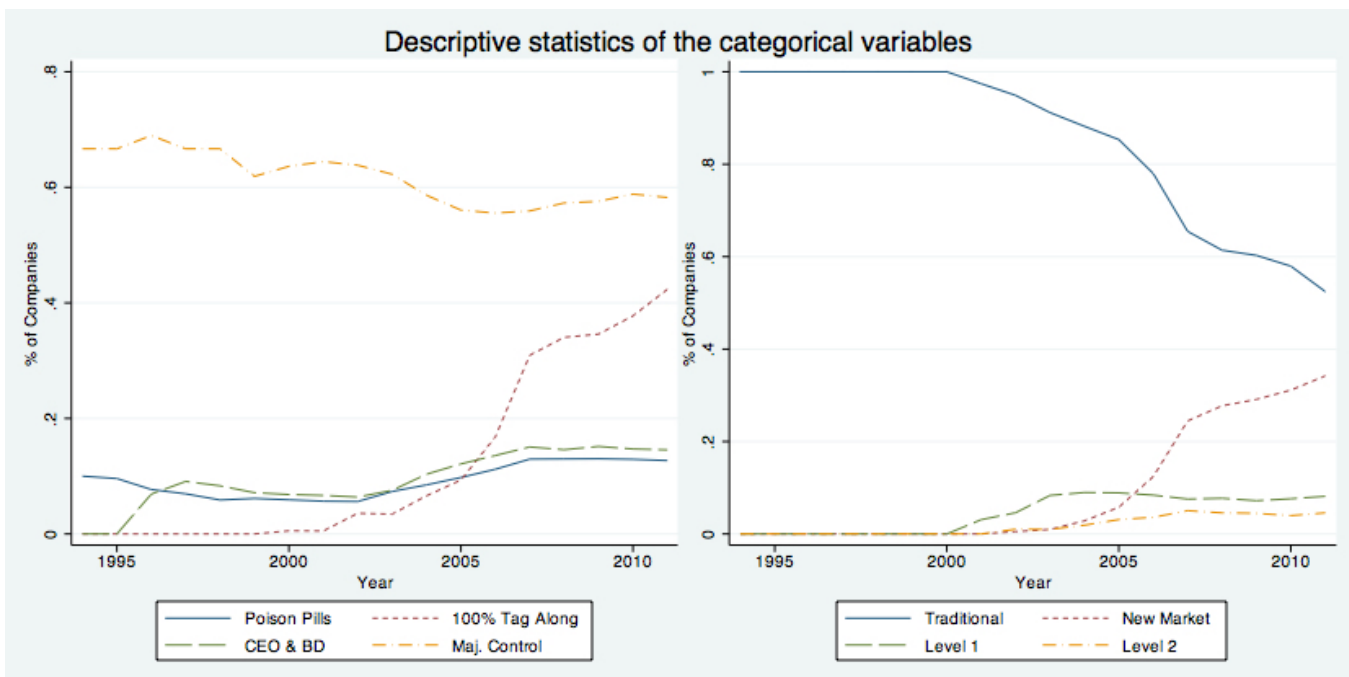 Descriptive statistics of the categorical variables
% of Companies
.8
.6
.4
.2
0
1995
2000
2005
2010
Year
Poison Pills
100% Tag Along
CEO & BD
Maj. Control
% of Companies
1
.8
.6
.4
.2
0
1995
2000
2005
2010
Year
Traditional
New Market
Level 1
Level 2